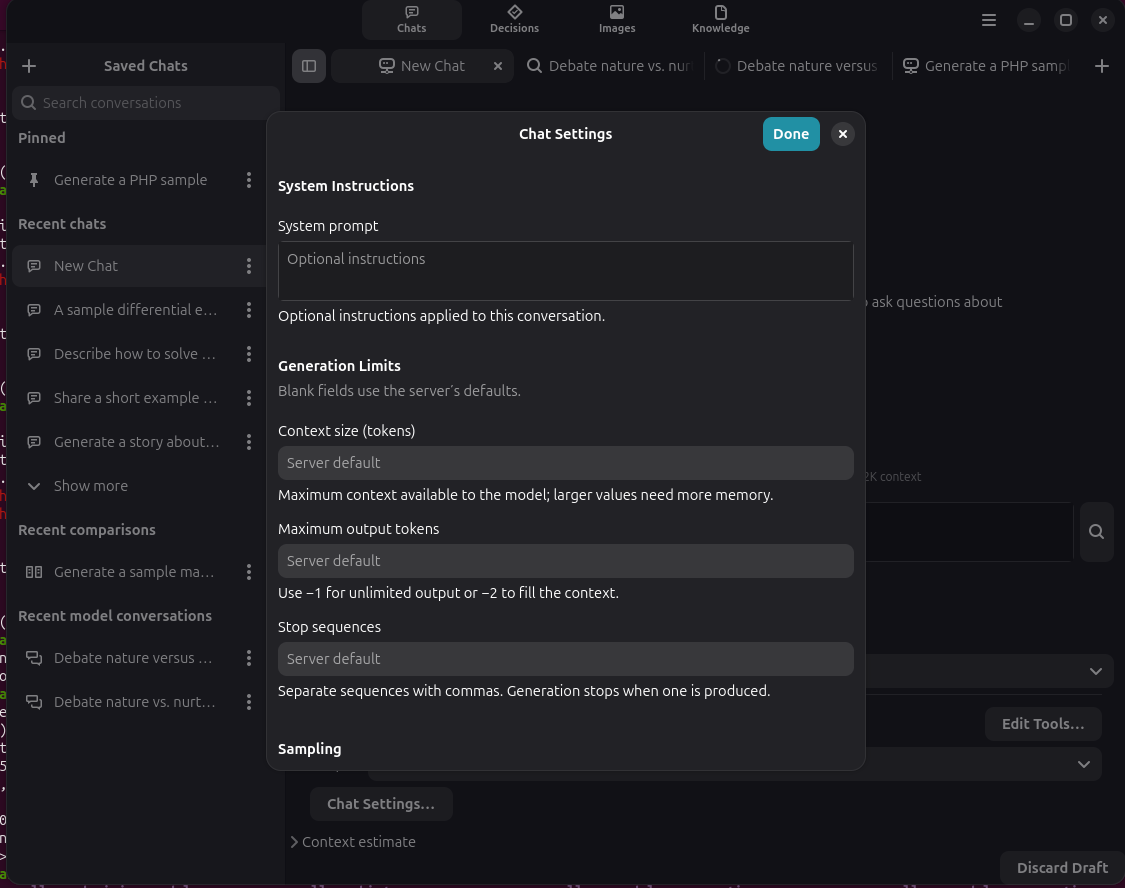 Chats
Decisions
Images
Knowledge
Saved Chats
Search conversations
Pinned
Generate a PHP sample
Recent chats
New Chat
A sample differential e…
Describe how to solve …
Share a short example …
Generate a story about…
Show more
Recent comparisons
Generate a sample ma…
Recent model conversations
Debate nature versus …
Debate nature vs. nurt…
New Chat
Debate nature vs. nur
Debate nature versus
Generate a PHP samp
Chat Settings
Done
System Instructions
System prompt
Optional instructions
Optional instructions applied to this conversation.
Generation Limits
Blank fields use the server's defaults.
Context size (tokens)
Server default
Maximum context available to the model; larger values need more memory.
Maximum output tokens
Server default
Use −1 for unlimited output or −2 to fill the context.
Stop sequences
Server default
Separate sequences with commas. Generation stops when one is produced.
Sampling
ask questions about
2K context
Edit Tools…
Chat Settings…
Context estimate
Discard Draft